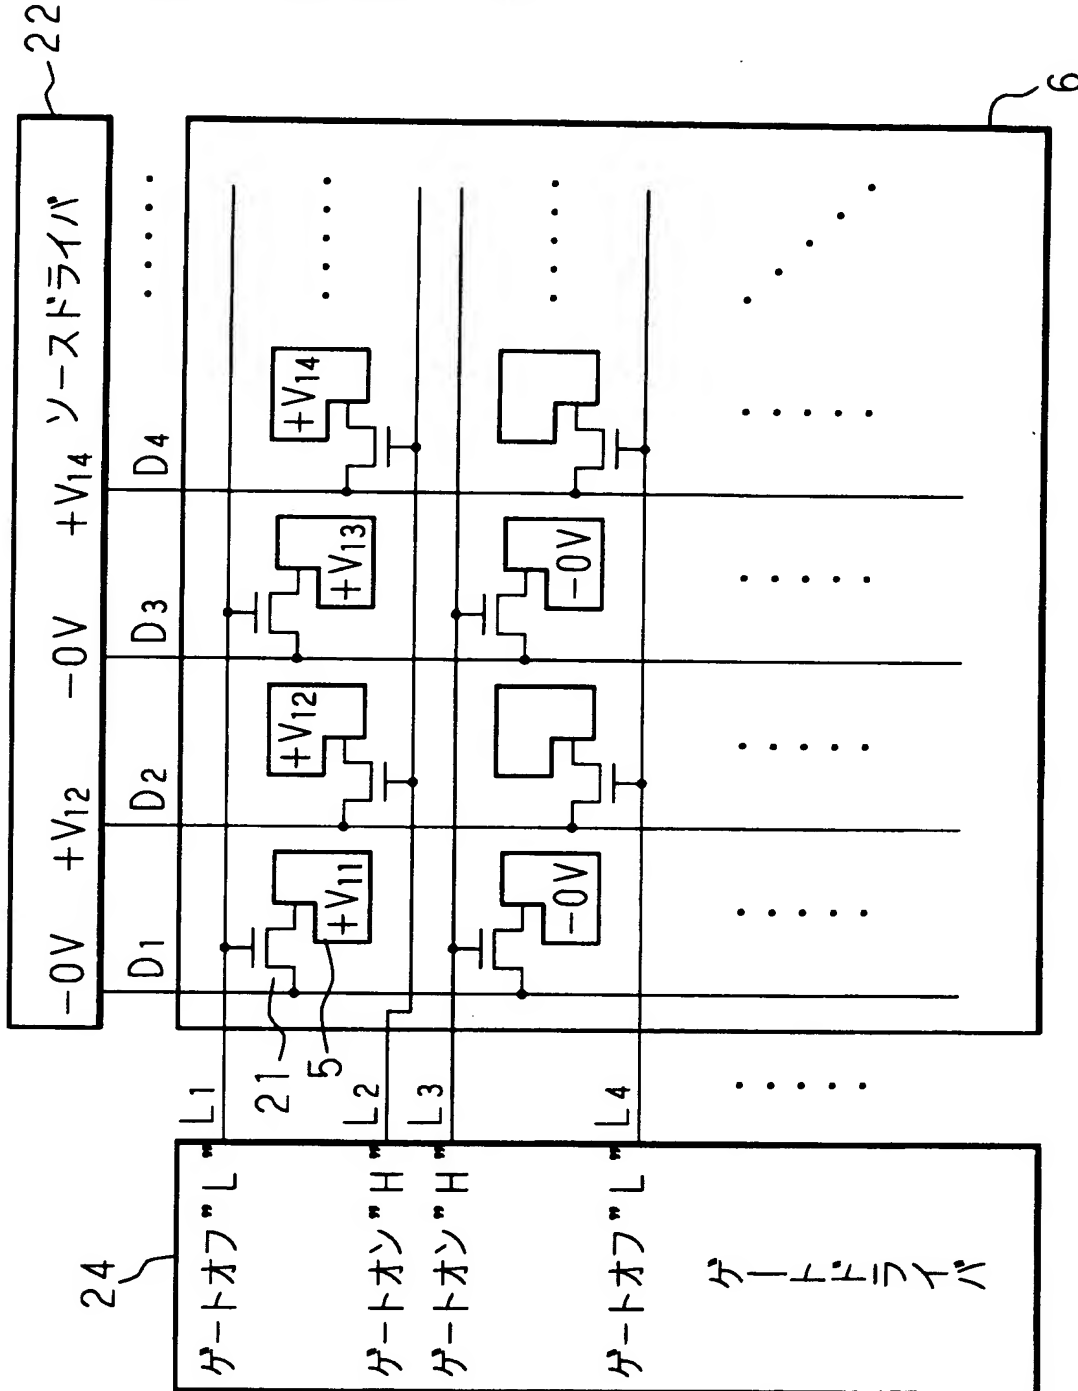 22
-0V +V12 -0V +V14 ソースドライバ
D1 D2 D3 D4
6
24
ゲートオフ"L" L1
ゲートオン"H" L2
ゲートオン"H" L3
ゲートオフ"L" L4
ゲートドライバ
21
5
+V11 +V12 +V13 +V14
-0V -0V